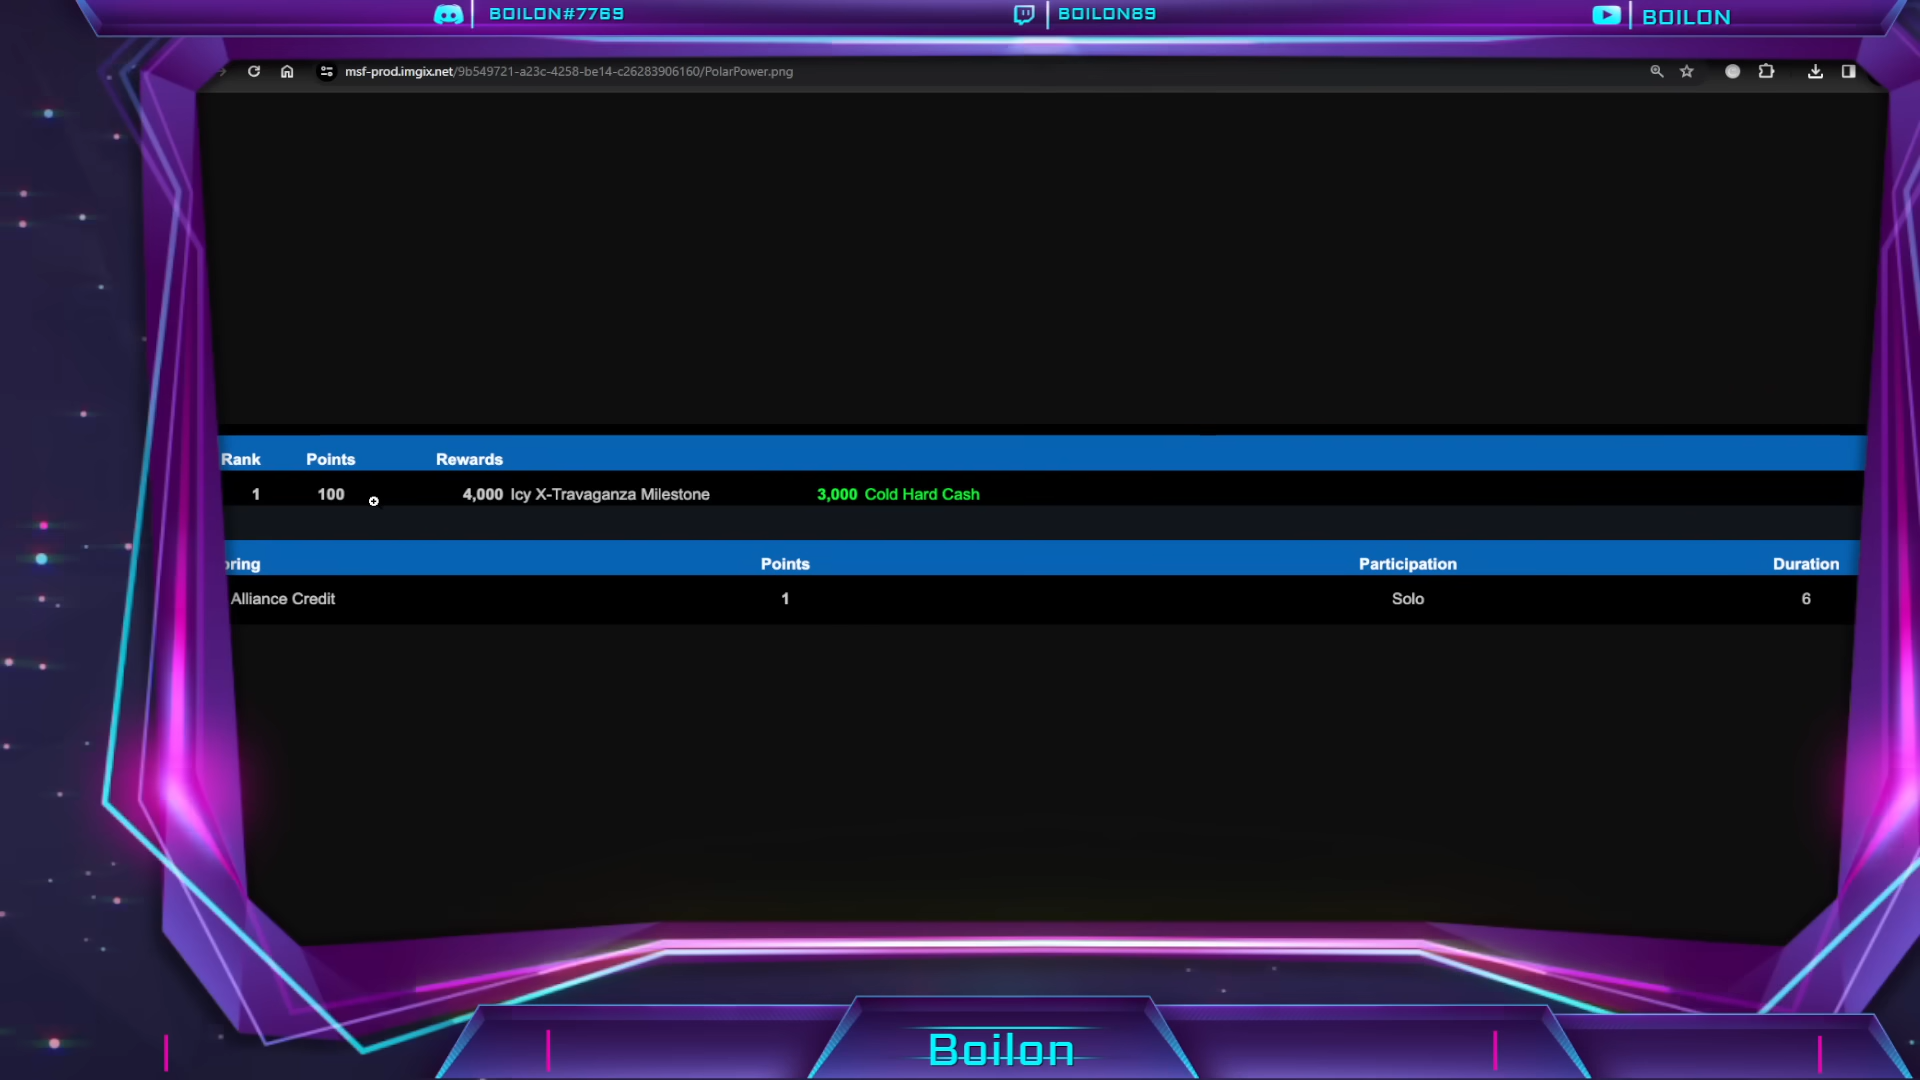 BOILON#7769
BOILON89
BOILON
msf-prod.imgix.net/9b549721-a23c-4258-be14-c26283906160/PolarPower.png
Rank Points Rewards
1 100 4,000 Icy X-Travaganza Milestone 3,000 Cold Hard Cash
oring Points Participation Duration
Alliance Credit 1 Solo 6
Boilon